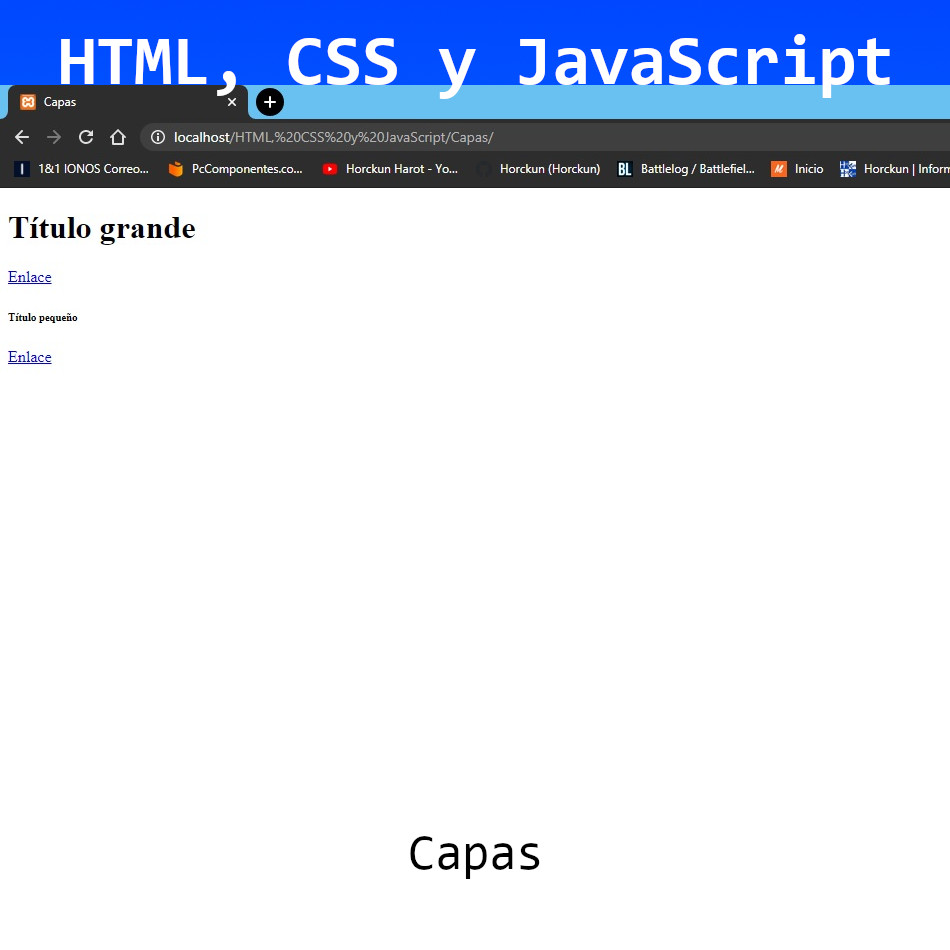 HTML, CSS y JavaScript
Capas
localhost/HTML,%20CSS%20y%20JavaScript/Capas/
1&1 IONOS Correo... PcComponentes.co... Horckun Harot - Yo... Horckun (Horckun) BL Battlelog / Battlefiel... Inicio Horckun | Inform
Título grande
Enlace
Título pequeño
Enlace
Capas